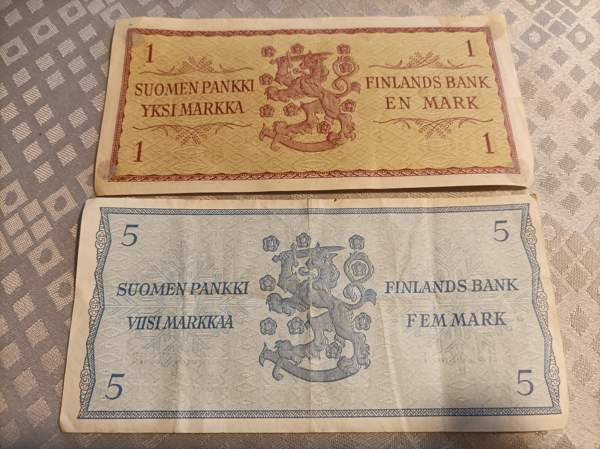 1 1
SUOMEN PANKKI FINLANDS BANK
YKSI MARKKA EN MARK
1 1
5 5
SUOMEN PANKKI FINLANDS BANK
VIISI MARKKAA FEM MARK
5 5